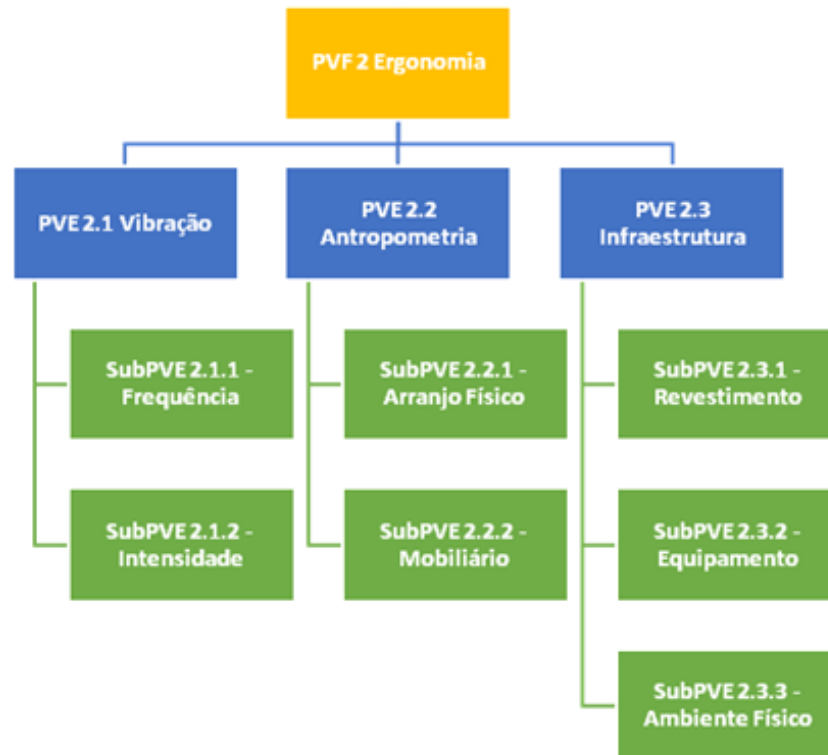 PVF 2 Ergonomia
PVE 2.1 Vibração
PVE 2.2
Antropometria
PVE 2.3
Infraestrutura
SubPVE 2.1.1 -
Frequência
SubPVE 2.2.1 -
Arranjo Físico
SubPVE 2.3.1 -
Revestimento
SubPVE 2.1.2 -
Intensidade
SubPVE 2.2.2 -
Mobiliário
SubPVE 2.3.2 -
Equipamento
SubPVE 2.3.3 -
Ambiente Físico